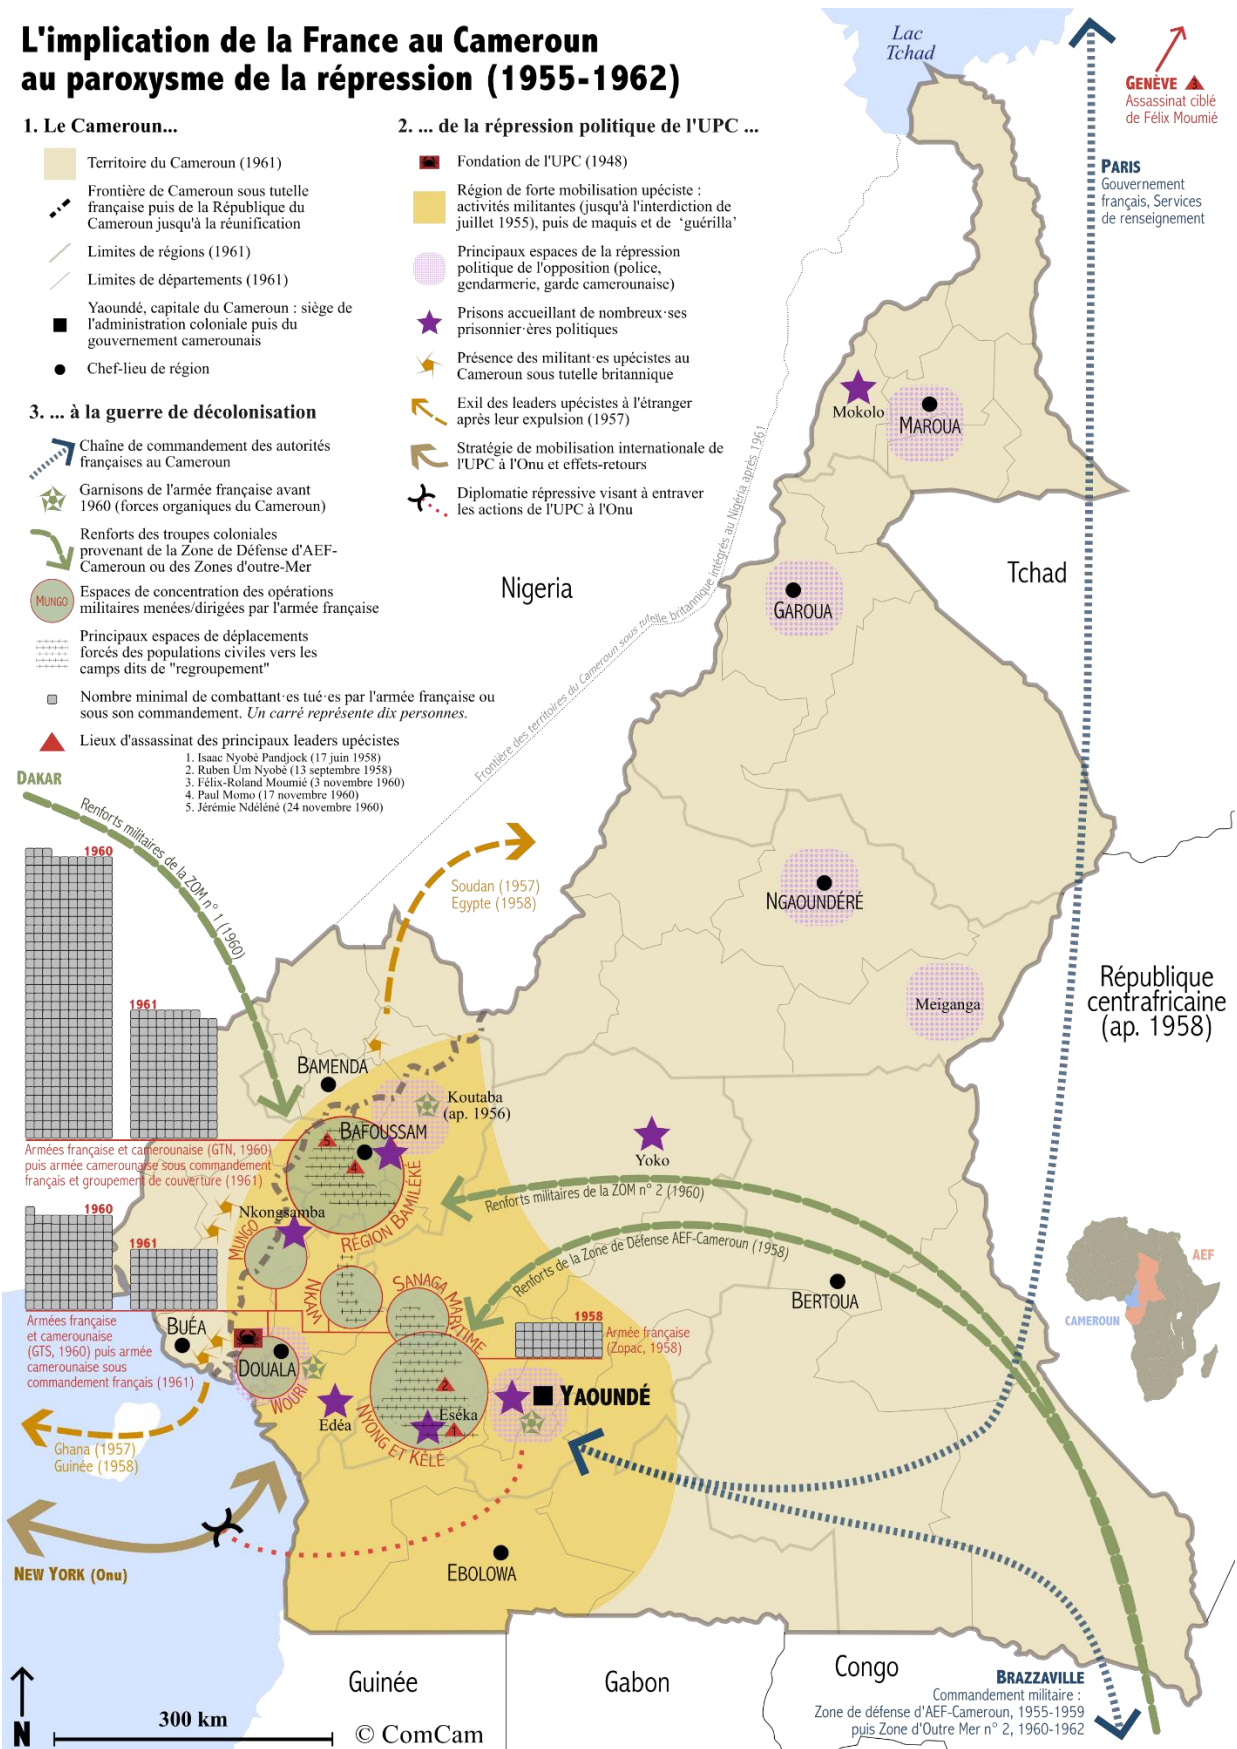 L'implication de la France au Cameroun
au paroxysme de la répression (1955-1962)
1. Le Cameroun...
Territoire du Cameroun (1961)
Frontière de Cameroun sous tutelle
française puis de la République du
Cameroun jusqu'à la réunification
Limites de régions (1961)
Limites de départements (1961)
Yaoundé, capitale du Cameroun : siège de
l'administration coloniale puis du
gouvernement camerounais
Chef-lieu de région
2. ... de la répression politique de l'UPC ...
Fondation de l'UPC (1948)
Région de forte mobilisation upéciste :
activités militantes (jusqu'à l'interdiction de
juillet 1955), puis de maquis et de ‘guérilla’
Principaux espaces de la répression
politique de l'opposition (police,
gendarmerie, garde camerounaise)
Prisons accueillant de nombreux·ses
prisonnier·ères politiques
Présence des militant·es upécistes au
Cameroun sous tutelle britannique
Exil des leaders upécistes à l'étranger
après leur expulsion (1957)
Stratégie de mobilisation internationale de
l'UPC à l'Onu et effets-retours
Diplomatie répressive visant à entraver
les actions de l'UPC à l'Onu
3. ... à la guerre de décolonisation
Chaîne de commandement des autorités
françaises au Cameroun
Garnisons de l'armée française avant
1960 (forces organiques du Cameroun)
Renforts des troupes coloniales
provenant de la Zone de Défense d'AEF-
Cameroun ou des Zones d'outre-Mer
MUNGO
Espaces de concentration des opérations
militaires menées/dirigées par l'armée française
Principaux espaces de déplacements
forcés des populations civiles vers les
camps dits de "regroupement"
Nombre minimal de combattant·es tué·es par l'armée française ou
sous son commandement. Un carré représente dix personnes.
Lieux d'assassinat des principaux leaders upécistes
1. Isaac Nyobè Pandjock (17 juin 1958)
2. Ruben Um Nyobè (13 septembre 1958)
3. Félix-Roland Moumié (3 novembre 1960)
4. Paul Momo (17 novembre 1960)
5. Jérémie Ndéléné (24 novembre 1960)
Lac
Tchad
GENÈVE 3
Assassinat ciblé
de Félix Moumié
PARIS
Gouvernement
français, Services
de renseignement
Mokolo
MAROUA
Frontière des territoires du Cameroun sous tutelle britannique intégrés au Nigéria après 1961
Nigeria
Tchad
GAROUA
DAKAR
Renforts militaires de la ZOM n° 1 (1960)
1960
1961
Soudan (1957)
Egypte (1958)
NGAOUNDÉRÉ
Meiganga
République
centrafricaine
(ap. 1958)
BAMENDA
Koutaba
(ap. 1956)
BAFOUSSAM
5
4
Yoko
Armées française et camerounaise (GTN, 1960)
puis armée camerounaise sous commandement
français et groupement de couverture (1961)
RÉGION BAMILÉKÉ
Renforts militaires de la ZOM n° 2 (1960)
1960
1961
Nkongsamba
MUNGO
Renforts de la Zone de Défense AEF-Cameroun (1958)
AEF
CAMEROUN
NKAM
SANAGA MARITIME
BERTOUA
Armées française
et camerounaise
(GTS, 1960) puis armée
camerounaise sous
commandement français (1961)
BUÉA
1958
Armée française
(Zopac, 1958)
DOUALA
WOURI
2
YAOUNDÉ
Edéa
Eséka
1
NYONG ET KÉLÉ
Ghana (1957)
Guinée (1958)
NEW YORK (Onu)
EBOLOWA
Guinée
Gabon
Congo
BRAZZAVILLE
Commandement militaire :
Zone de défense d'AEF-Cameroun, 1955-1959
puis Zone d'Outre Mer n° 2, 1960-1962
N
300 km
© ComCam